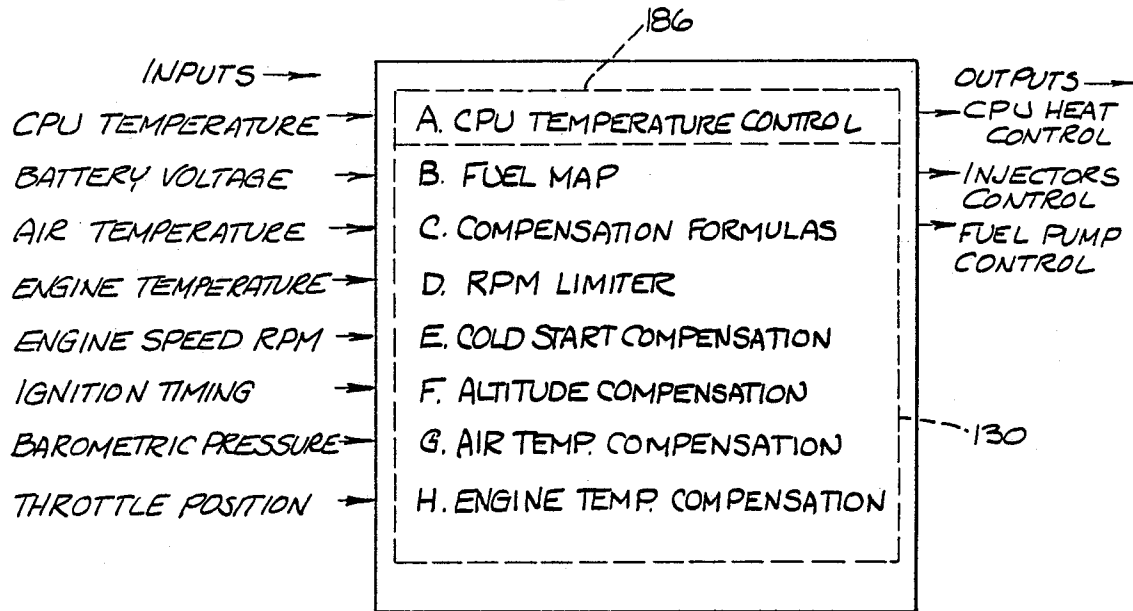 186
INPUTS
CPU TEMPERATURE
BATTERY VOLTAGE
AIR TEMPERATURE
ENGINE TEMPERATURE
ENGINE SPEED RPM
IGNITION TIMING
BAROMETRIC PRESSURE
THROTTLE POSITION
A. CPU TEMPERATURE CONTROL
B. FUEL MAP
C. COMPENSATION FORMULAS
D. RPM LIMITER
E. COLD START COMPENSATION
F. ALTITUDE COMPENSATION
G. AIR TEMP. COMPENSATION
H. ENGINE TEMP. COMPENSATION
OUTPUTS
CPU HEAT
CONTROL
INJECTORS
CONTROL
FUEL PUMP
CONTROL
130